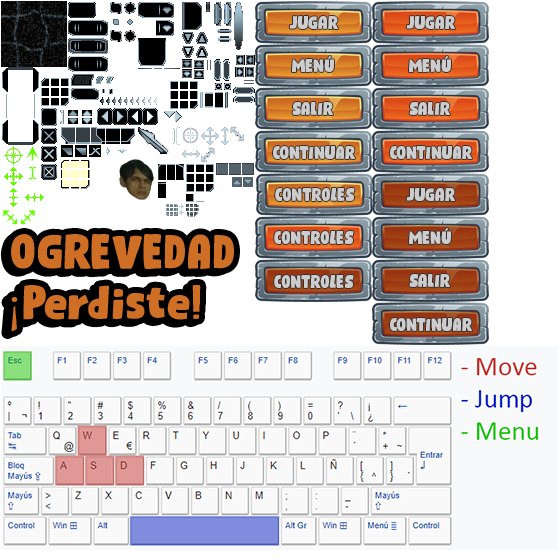 JUGAR JUGAR
MENÚ MENÚ
SALIR SALIR
CONTINUAR CONTINUAR
CONTROLES JUGAR
CONTROLES MENÚ
CONTROLES SALIR
CONTINUAR
OGREVEDAD
¡Perdiste!
Esc F1 F2 F3 F4 F5 F6 F7 F8 F9 F10 F11 F12
- Move
- Jump
- Menu
° ! " # $ % & / ( ) = ? ¡ ←
| ¬ 1 2 3 4 5 6 7 8 9 0 ' \ ¿
Tab Q W E R T Y U I O P ¨ *
@ € ´ + ~
Entrar
Bloq Mayús ⇧ A S D F G H J K L Ñ [ ^ ] `
{ }
Mayús ⇧ > < Z X C V B N M ; , : . _ - Mayús ⇧
Control Win Alt Alt Gr Win Menú Control